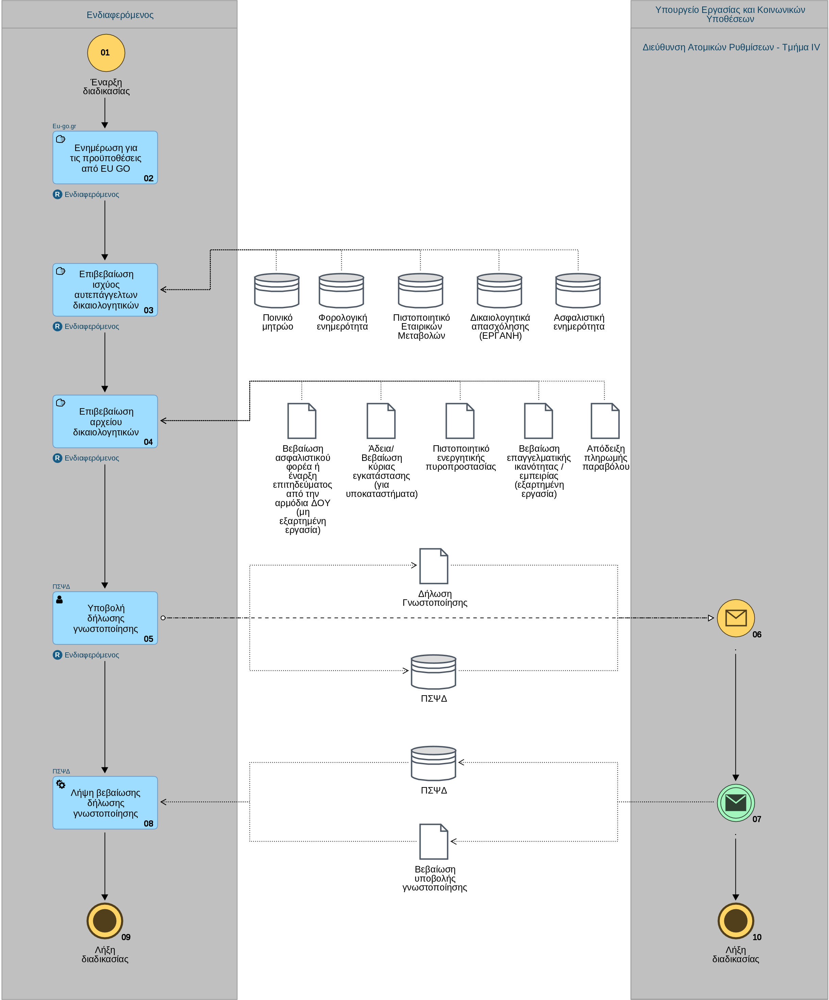 Ενδιαφερόμενος
Υπουργείο Εργασίας και Κοινωνικών
Υποθέσεων
Διεύθυνση Ατομικών Ρυθμίσεων - Τμήμα IV
01
Έναρξη
διαδικασίας
Eu-go.gr
Ενημέρωση για
τις προϋποθέσεις
από EU GO
02
R Ενδιαφερόμενος
Επιβεβαίωση
ισχύος
αυτεπάγγελτων
δικαιολογητικών
03
R Ενδιαφερόμενος
Ποινικό
μητρώο
Φορολογική
ενημερότητα
Πιστοποιητικό
Εταιρικών
Μεταβολών
Δικαιολογητικά
απασχόλησης
(ΕΡΓΑΝΗ)
Ασφαλιστική
ενημερότητα
Επιβεβαίωση
αρχείου
δικαιολογητικών
04
R Ενδιαφερόμενος
Βεβαίωση
ασφαλιστικού
φορέα ή
έναρξη
επιτηδεύματος
από την
αρμόδια ΔΟΥ
(μη
εξαρτημένη
εργασία)
Άδεια/
Βεβαίωση
κύριας
εγκατάστασης
(για
υποκαταστήματα)
Πιστοποιητικό
ενεργητικής
πυροπροστασίας
Βεβαίωση
επαγγελματικής
ικανότητας /
εμπειρίας
(εξαρτημένη
εργασία)
Απόδειξη
πληρωμής
παραβόλου
Δήλωση
Γνωστοποίησης
ΠΣΨΔ
Υποβολή
δήλωσης
γνωστοποίησης
05
R Ενδιαφερόμενος
06
.
ΠΣΨΔ
ΠΣΨΔ
ΠΣΨΔ
Λήψη βεβαίωσης
δήλωσης
γνωστοποίησης
08
07
.
Βεβαίωση
υποβολής
γνωστοποίησης
09
Λήξη
διαδικασίας
10
Λήξη
διαδικασίας